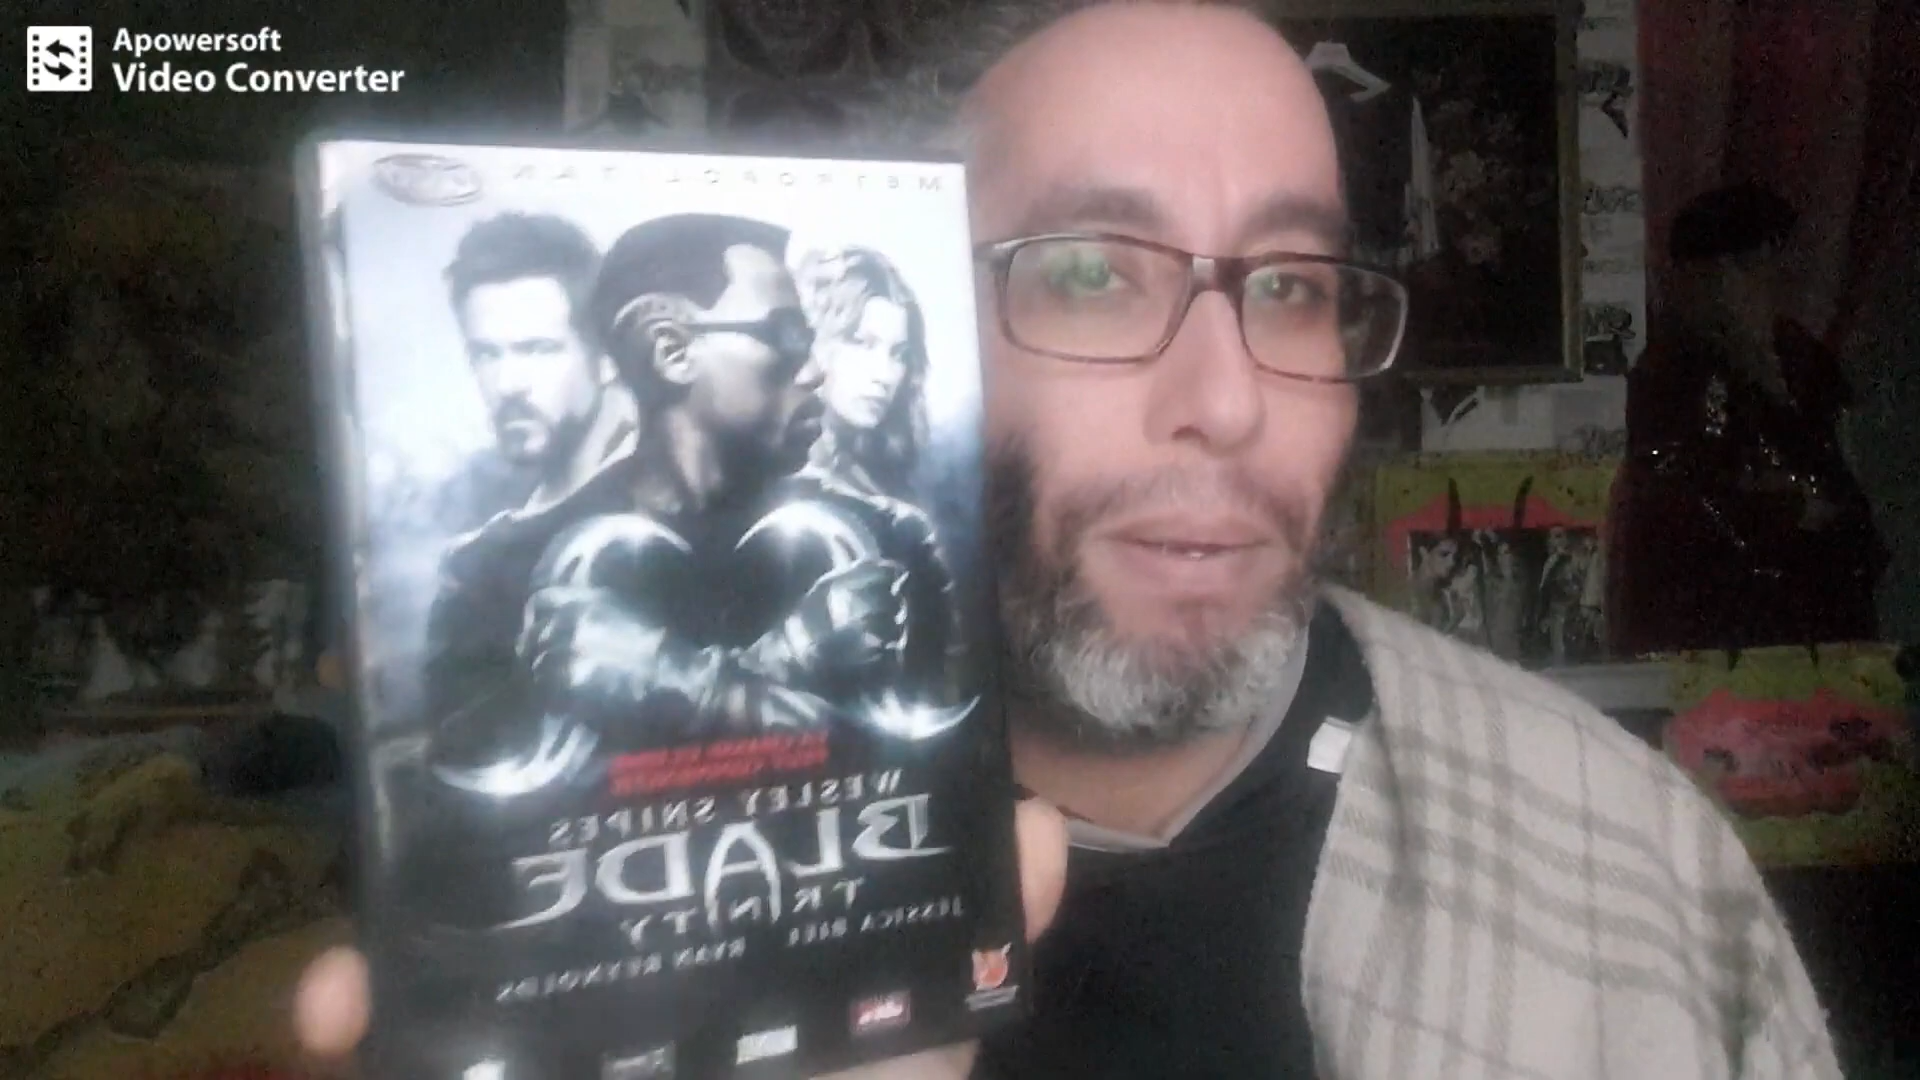 Apowersoft
Video Converter
METROPOLITAN
WESLEY SNIPES
BLADE
TRINITY
JESSICA BIEL RYAN REYNOLDS